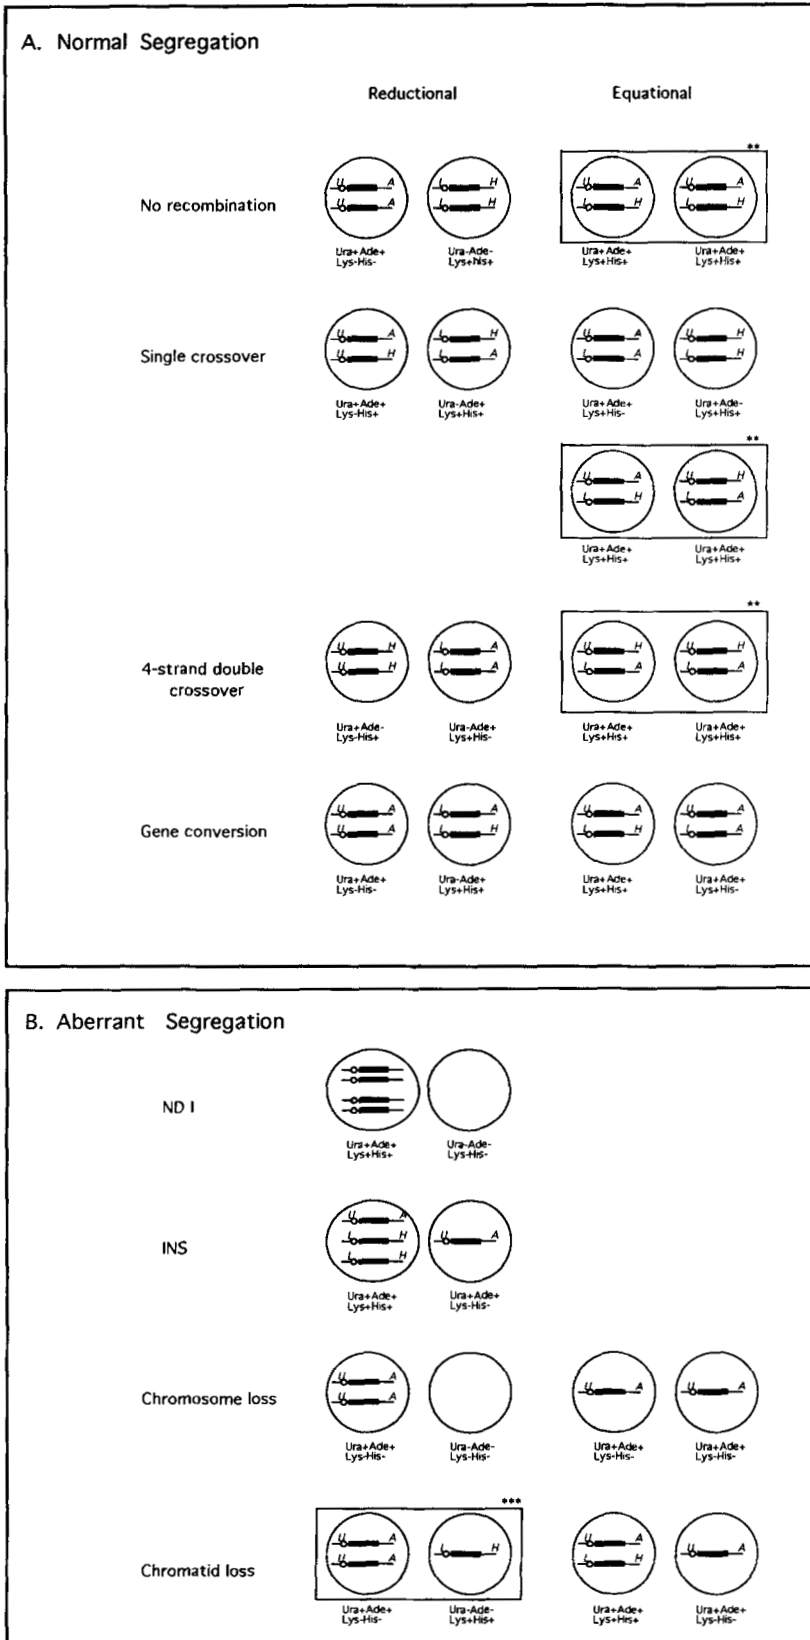 A. Normal Segregation
Reductional Equational
**
No recombination
U A L H U A U A
U A L H L H L H
Ura+Ade+ Ura-Ade- Ura+Ade+ Ura+Ade+
Lys-His- Lys+his+ Lys+His+ Lys+His+
Single crossover
U A L H U A U H
U H L A L A L H
Ura+Ade+ Ura-Ade+ Ura+Ade+ Ura+Ade-
Lys-His+ Lys+His+ Lys+His- Lys+His+
**
U A U H
L H L A
Ura+Ade+ Ura+Ade+
Lys+His+ Lys+His+
**
4-strand double
crossover
U H L A U H U H
U H L A L A L A
Ura+Ade- Ura-Ade+ Ura+Ade+ Ura+Ade+
Lys-His+ Lys+His- Lys+His+ Lys+His+
Gene conversion
U A L A U A U A
U A L H L H L A
Ura+Ade+ Ura-Ade+ Ura+Ade+ Ura+Ade+
Lys-His- Lys+His+ Lys+His+ Lys+His-
B. Aberrant Segregation
ND I
Ura+Ade+ Ura-Ade-
Lys+His+ Lys-His-
INS
U A
L H U A
L H
Ura+Ade+ Ura+Ade+
Lys+His+ Lys-His-
Chromosome loss
U A U A U A
U A
Ura+Ade+ Ura-Ade- Ura+Ade+ Ura+Ade+
Lys-His- Lys-His- Lys-His- Lys-His-
***
Chromatid loss
U A L H U A U A
U A L H
Ura+Ade+ Ura-Ade- Ura+Ade+ Ura+Ade+
Lys-His- Lys+His+ Lys+His+ Lys-His-